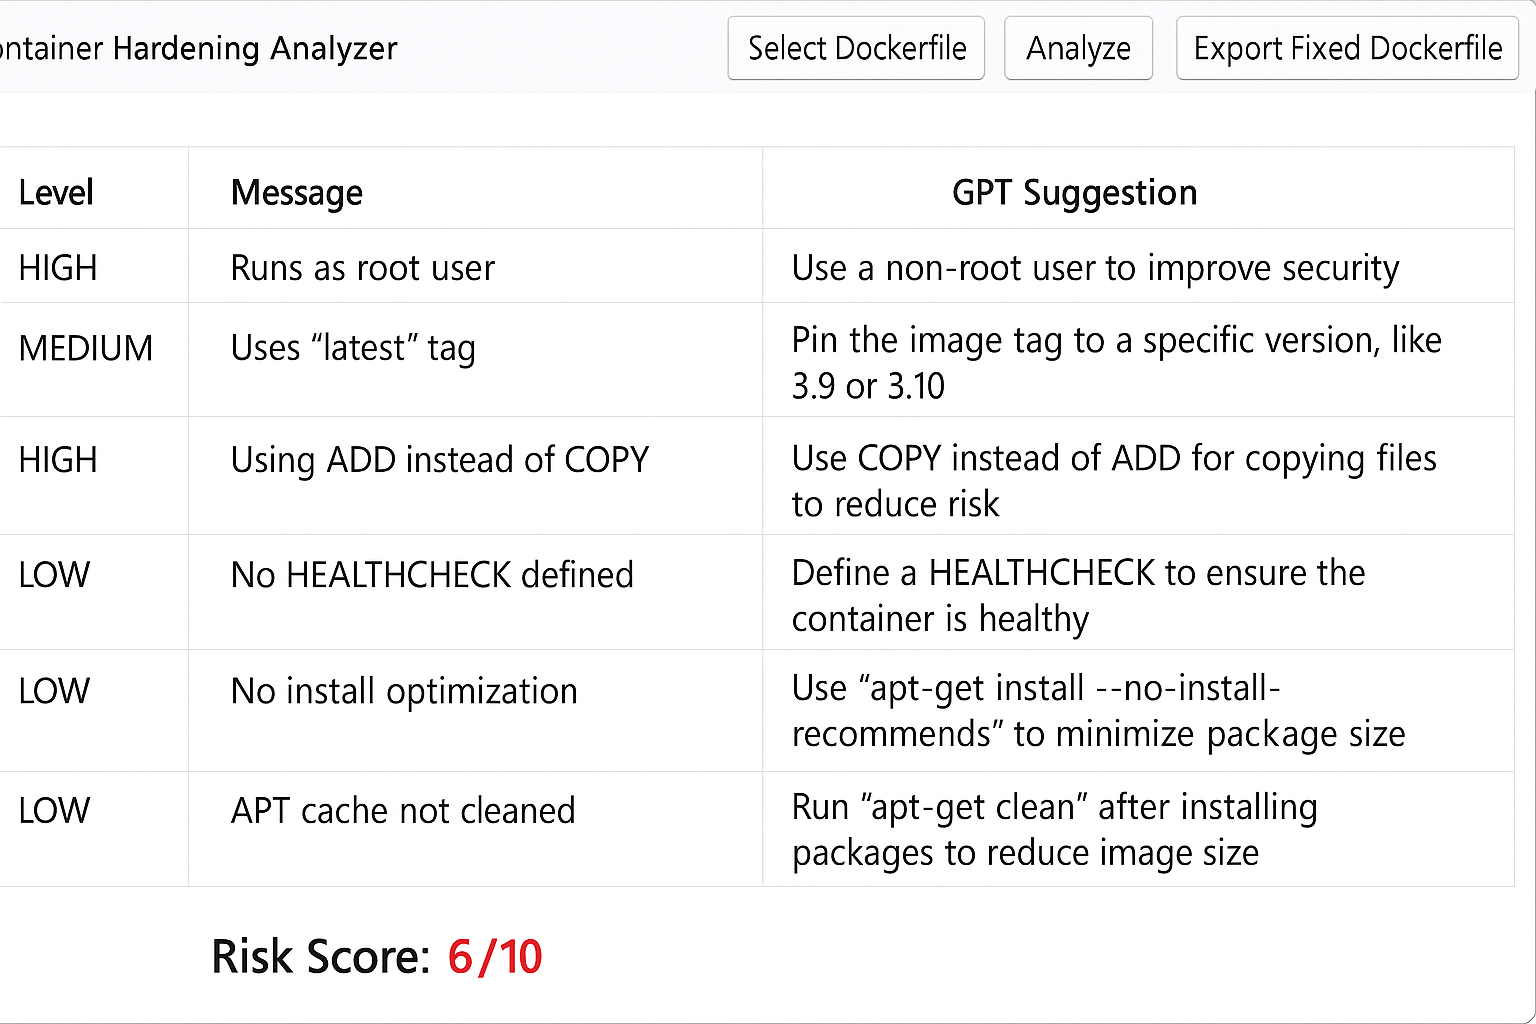 ontainer Hardening Analyzer
Select Dockerfile
Analyze
Export Fixed Dockerfile
Level
Message
GPT Suggestion
HIGH
Runs as root user
Use a non-root user to improve security
MEDIUM
Uses “latest” tag
Pin the image tag to a specific version, like
3.9 or 3.10
HIGH
Using ADD instead of COPY
Use COPY instead of ADD for copying files
to reduce risk
LOW
No HEALTHCHECK defined
Define a HEALTHCHECK to ensure the
container is healthy
LOW
No install optimization
Use “apt-get install --no-install-
recommends” to minimize package size
LOW
APT cache not cleaned
Run “apt-get clean” after installing
packages to reduce image size
Risk Score: 6/10